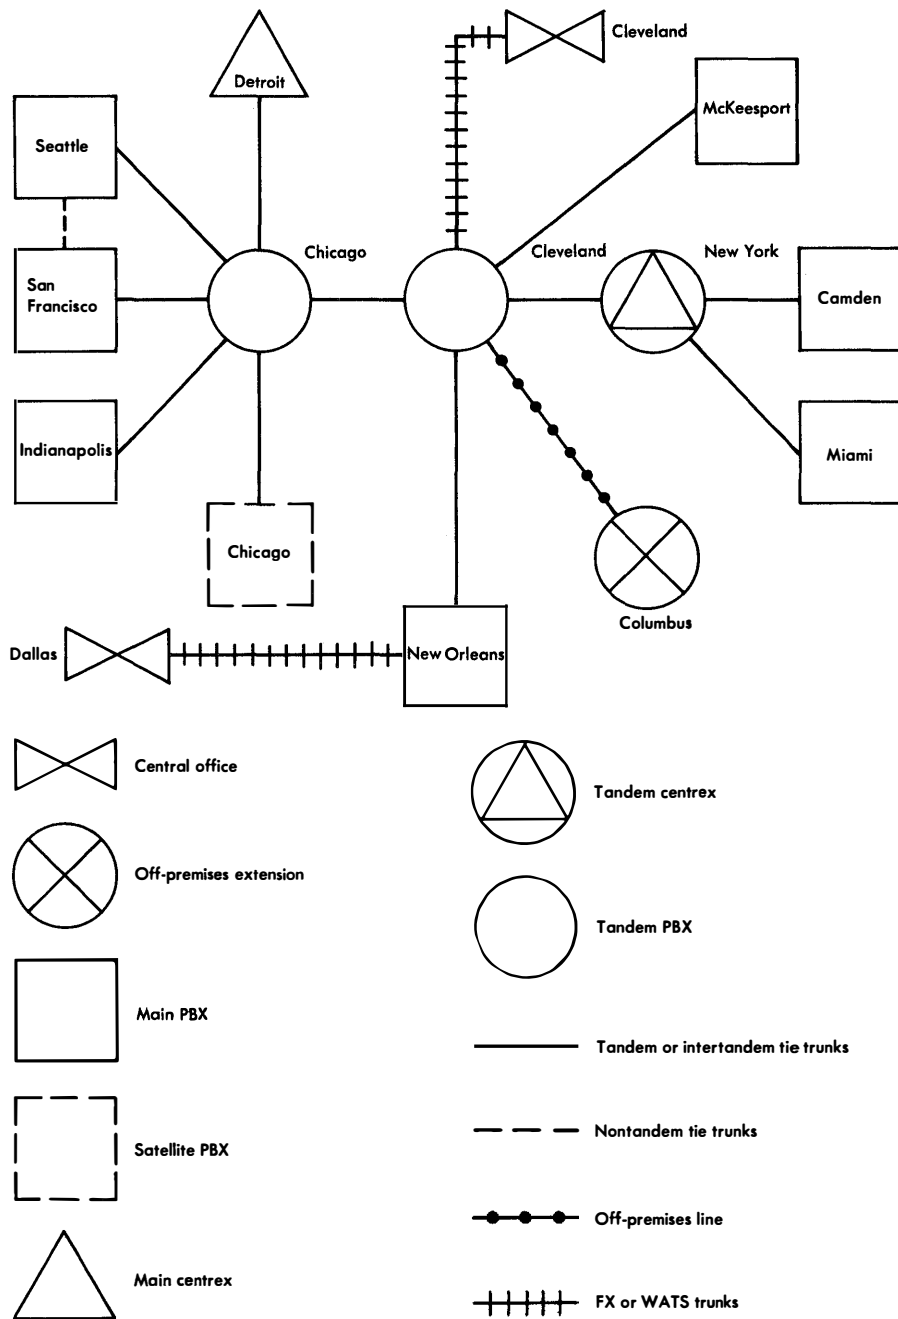 Cleveland
Detroit
McKeesport
Seattle
Chicago
Cleveland
New York
San
Francisco
Camden
Indianapolis
Miami
Chicago
Columbus
Dallas
New Orleans
Central office
Tandem centrex
Off-premises extension
Tandem PBX
Main PBX
Tandem or intertandem tie trunks
Nontandem tie trunks
Satellite PBX
Off-premises line
Main centrex
FX or WATS trunks